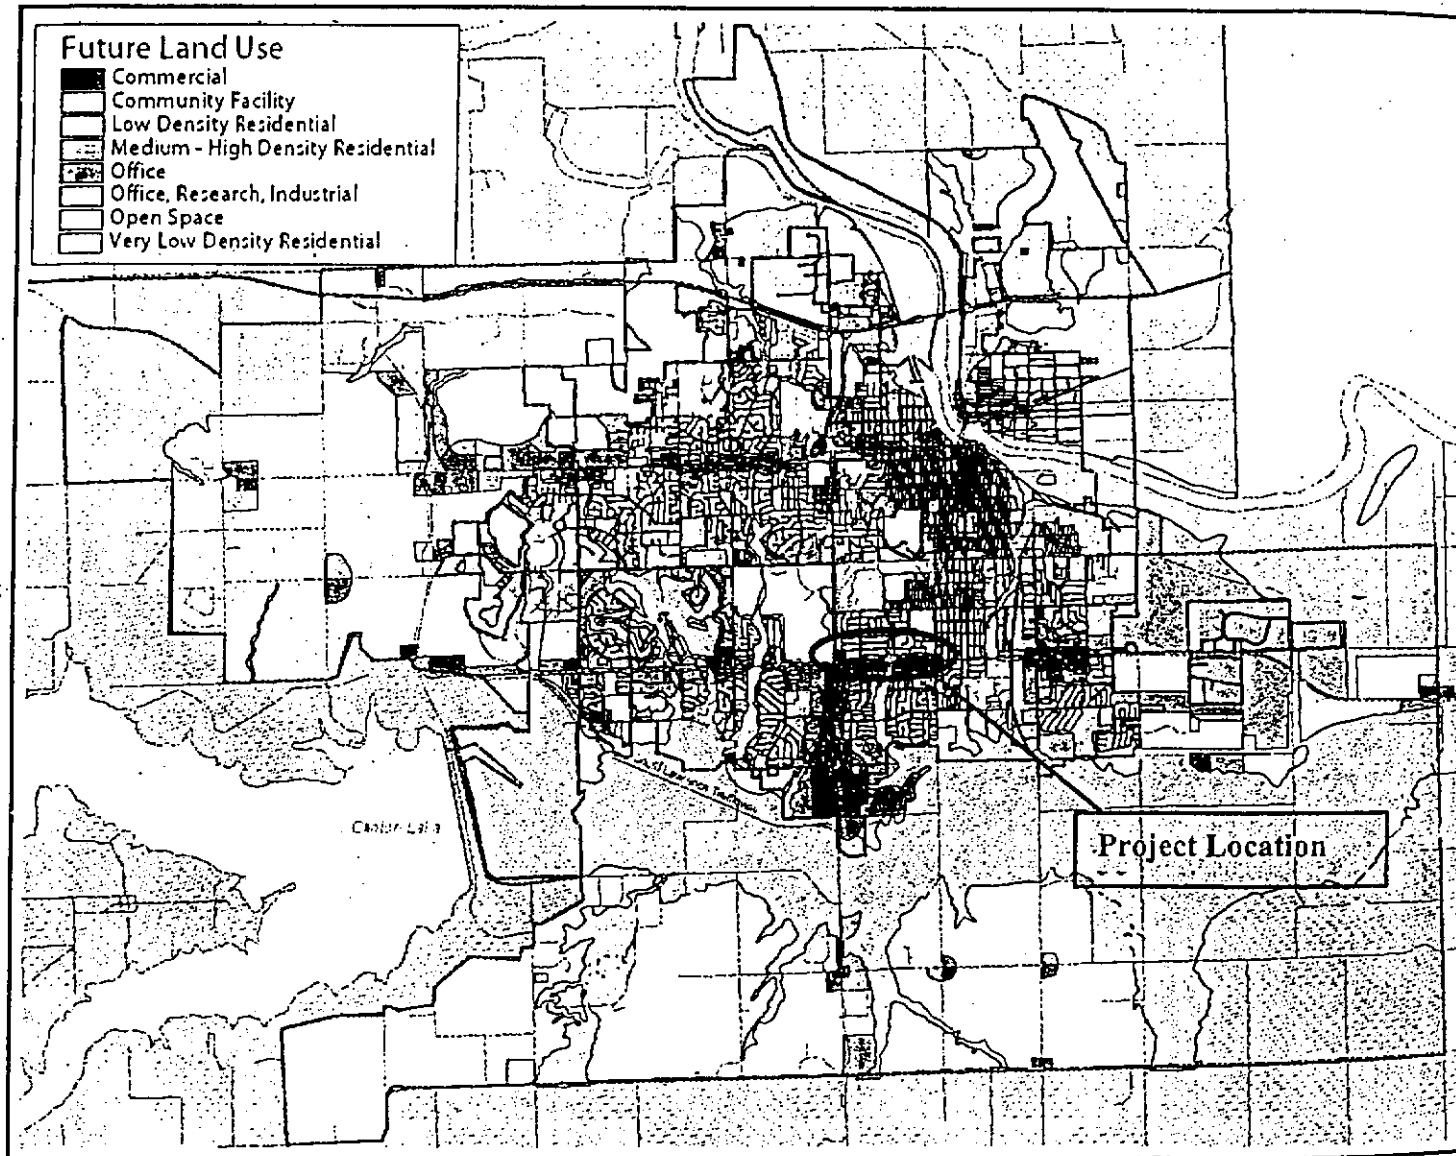 Future Land Use
Commercial
Community Facility
Low Density Residential
Medium - High Density Residential
Office
Office, Research, Industrial
Open Space
Very Low Density Residential
Project Location